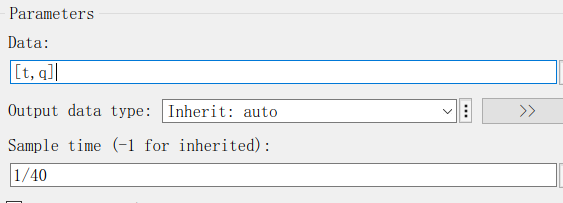 Parameters
Data:
[t,q]
Output data type: Inherit: auto >>
Sample time (-1 for inherited):
1/40